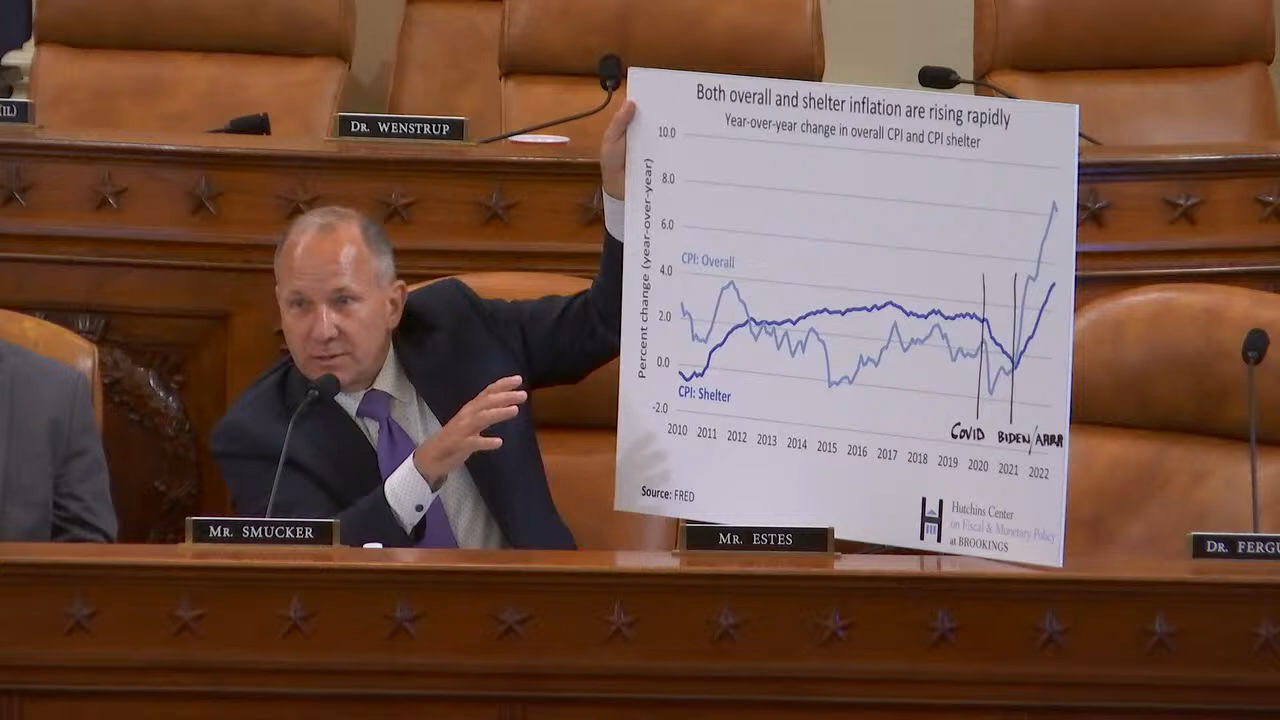 (IL)
DR. WENSTRUP
Both overall and shelter inflation are rising rapidly
Year-over-year change in overall CPI and CPI shelter
Percent change (year-over-year)
10.0
8.0
6.0
4.0
2.0
0.0
-2.0
CPI: Overall
CPI: Shelter
COVID BIDEN/ARRA
2010 2011 2012 2013 2014 2015 2016 2017 2018 2019 2020 2021 2022
Source: FRED
H
Hutchins Center
on Fiscal & Monetary Policy
at BROOKINGS
MR. SMUCKER
MR. ESTES
DR. FERGU